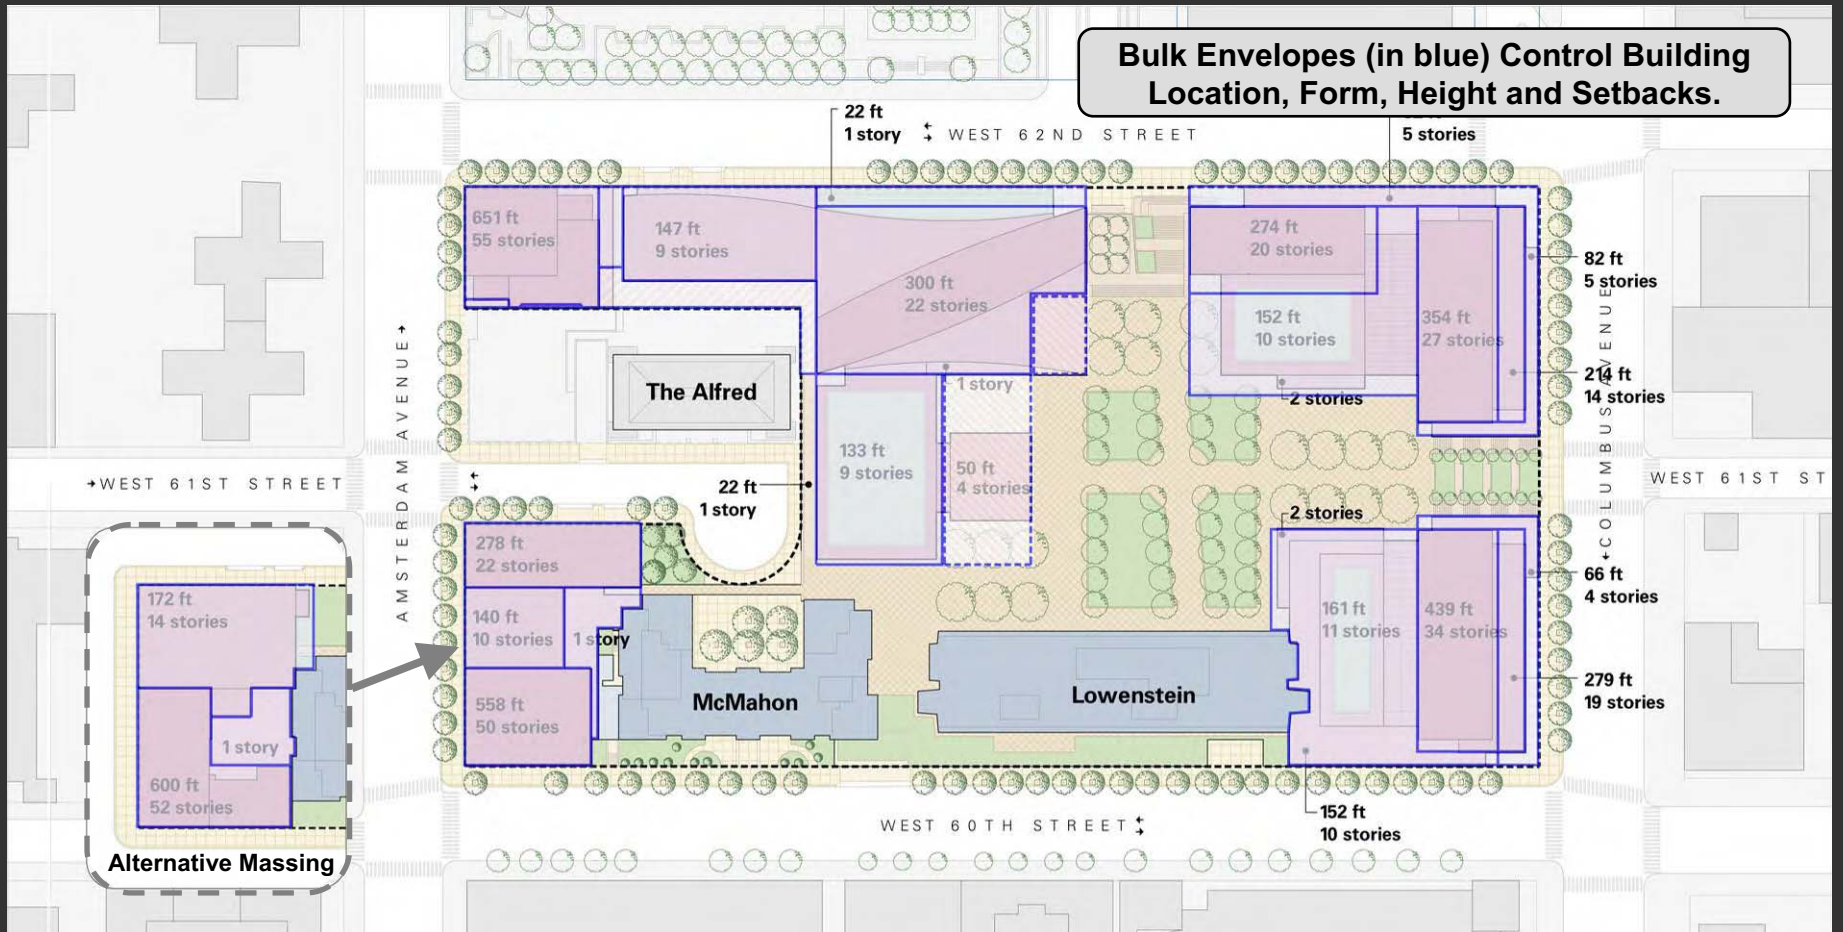 Bulk Envelopes (in blue) Control Building
Location, Form, Height and Setbacks.
22 ft
1 story
WEST 62ND STREET
5 stories
651 ft
55 stories
147 ft
9 stories
300 ft
22 stories
274 ft
20 stories
82 ft
5 stories
152 ft
10 stories
354 ft
27 stories
214 ft
14 stories
2 stories
The Alfred
1 story
133 ft
9 stories
50 ft
4 stories
22 ft
1 story
AMSTERDAM AVENUE
COLUMBUS AVENUE
WEST 61ST STREET
WEST 61ST ST
2 stories
278 ft
22 stories
140 ft
10 stories
1 story
558 ft
50 stories
McMahon
Lowenstein
161 ft
11 stories
439 ft
34 stories
66 ft
4 stories
279 ft
19 stories
152 ft
10 stories
WEST 60TH STREET
172 ft
14 stories
1 story
600 ft
52 stories
Alternative Massing